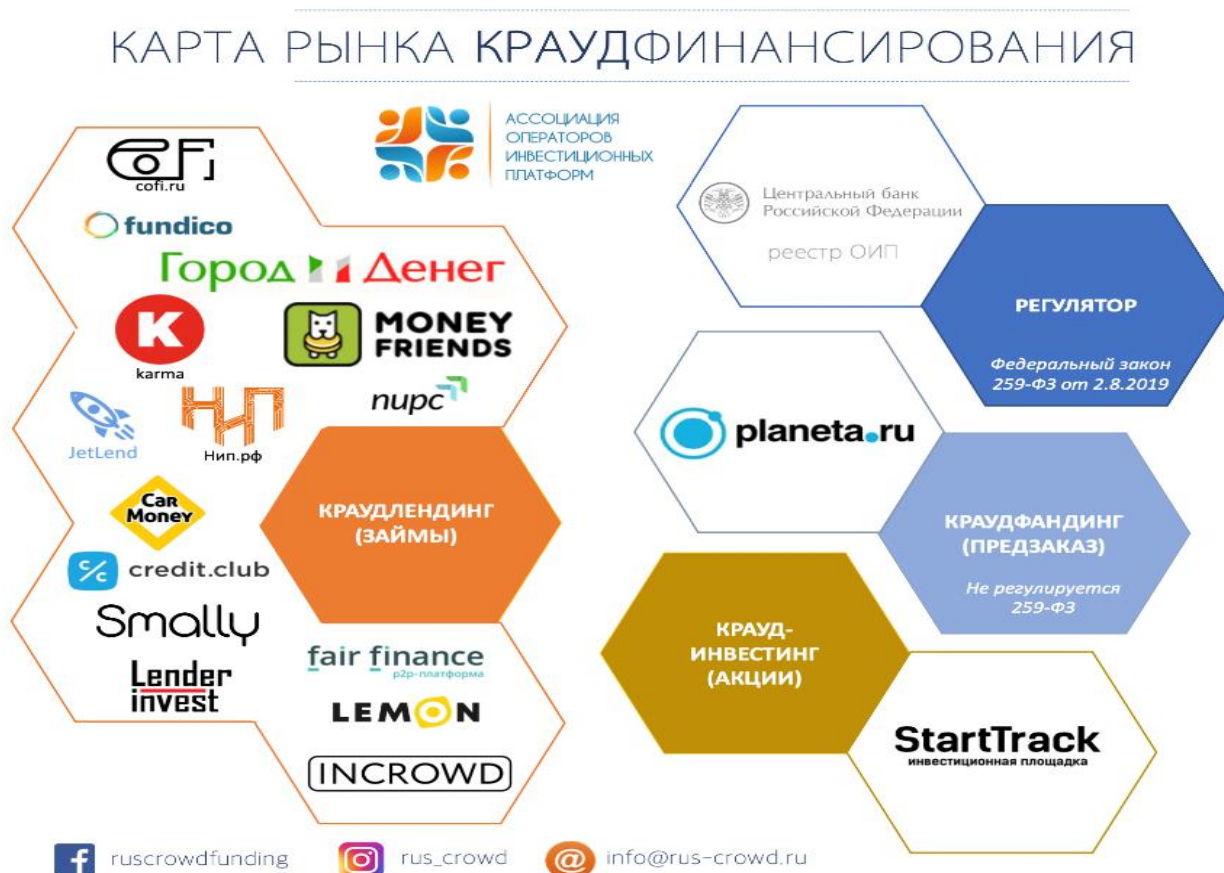 КАРТА РЫНКА КРАУДФИНАНСИРОВАНИЯ
АССОЦИАЦИЯ
ОПЕРАТОРОВ
ИНВЕСТИЦИОННЫХ
ПЛАТФОРМ
COFI
cofi.ru
fundico
Город Денег
K
karma
MONEY
FRIENDS
nupc
JetLend
НИП
Нип.рф
CAR
MONEY
c/c credit.club
Smally
Lender
invest
КРАУДЛЕНДИНГ
(ЗАЙМЫ)
fair finance
p2p-платформа
LEMON
INCROWD
Центральный банк
Российской Федерации
реестр ОИП
РЕГУЛЯТОР
Федеральный закон
259-ФЗ от 2.8.2019
planeta.ru
КРАУДФАНДИНГ
(ПРЕДЗАКАЗ)
Не регулируется
259-ФЗ
КРАУД-
ИНВЕСТИНГ
(АКЦИИ)
StartTrack
инвестиционная площадка
f ruscrowdfunding
rus_crowd
@ info@rus-crowd.ru